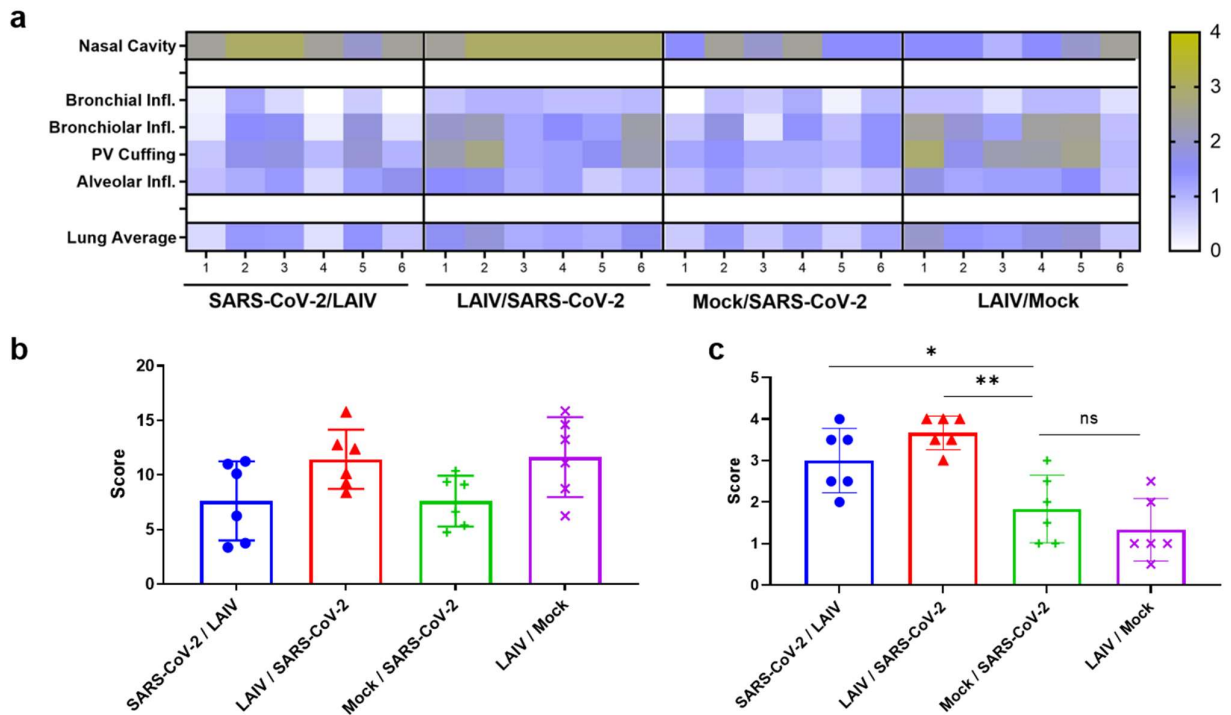 a
Nasal Cavity
Bronchial Infl.
Bronchiolar Infl.
PV Cuffing
Alveolar Infl.
Lung Average
1 2 3 4 5 6 1 2 3 4 5 6 1 2 3 4 5 6 1 2 3 4 5 6
SARS-CoV-2/LAIV LAIV/SARS-CoV-2 Mock/SARS-CoV-2 LAIV/Mock
4
3
2
1
0
b
Score
20
15
10
5
0
SARS-CoV-2 / LAIV
LAIV / SARS-CoV-2
Mock / SARS-CoV-2
LAIV / Mock
c
*
**
ns
Score
5
4
3
2
1
0
SARS-CoV-2 / LAIV
LAIV / SARS-CoV-2
Mock / SARS-CoV-2
LAIV / Mock